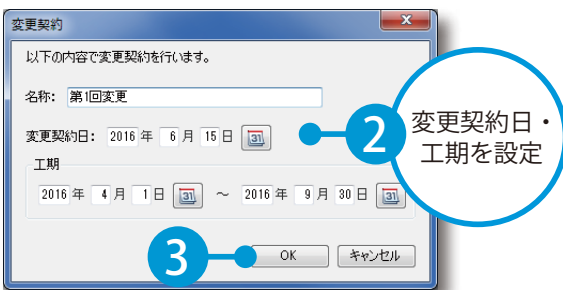 変更契約
以下の内容で変更契約を行います。
名称: 第1回変更
変更契約日: 2016 年 6 月 15 日 31
2
変更契約日・
工期を設定
工期
2016 年 4 月 1 日 31 ～ 2016 年 9 月 30 日 31
3
OK キャンセル